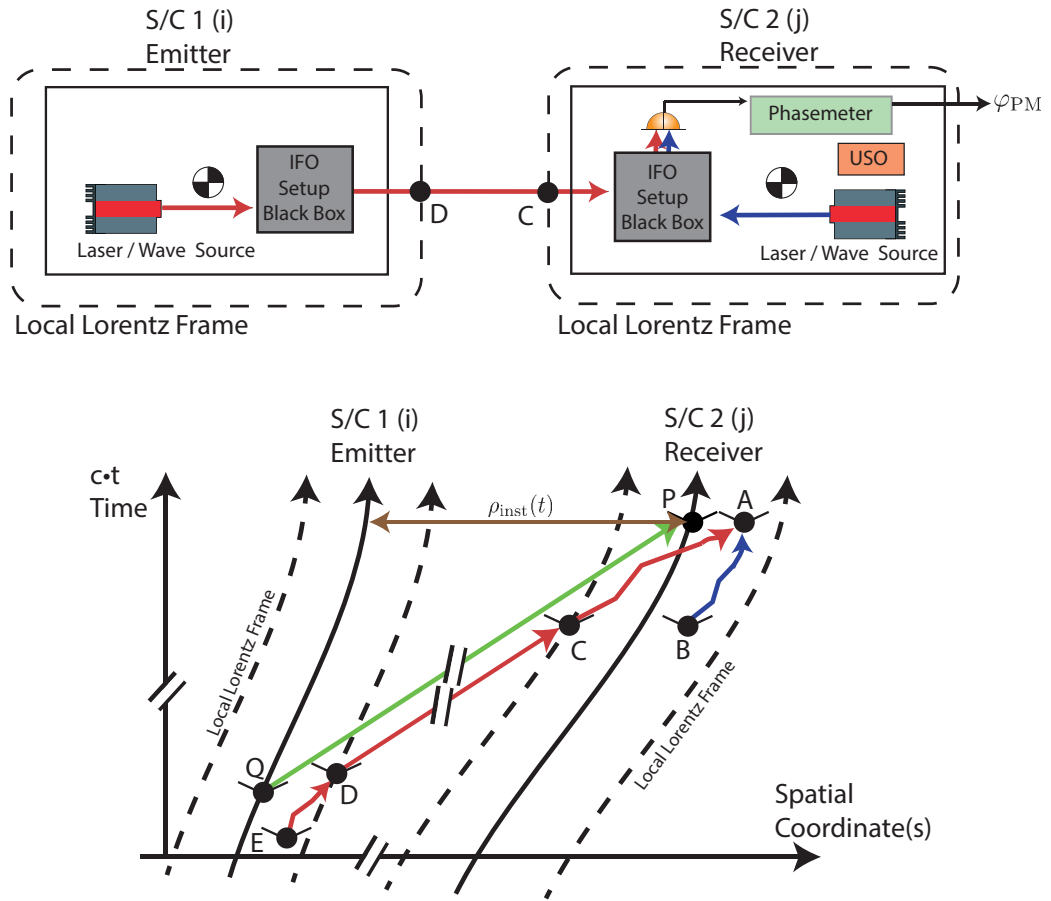 S/C 1 (i)
Emitter
S/C 2 (j)
Receiver
IFO
Setup
Black Box
Laser / Wave Source
D
C
Local Lorentz Frame
Phasemeter
φPM
USO
IFO
Setup
Black Box
Laser / Wave Source
Local Lorentz Frame
S/C 1 (i)
Emitter
S/C 2 (j)
Receiver
c•t
Time
ρinst(t)
P
A
Local Lorentz Frame
C
B
Local Lorentz Frame
Q
D
E
Spatial
Coordinate(s)